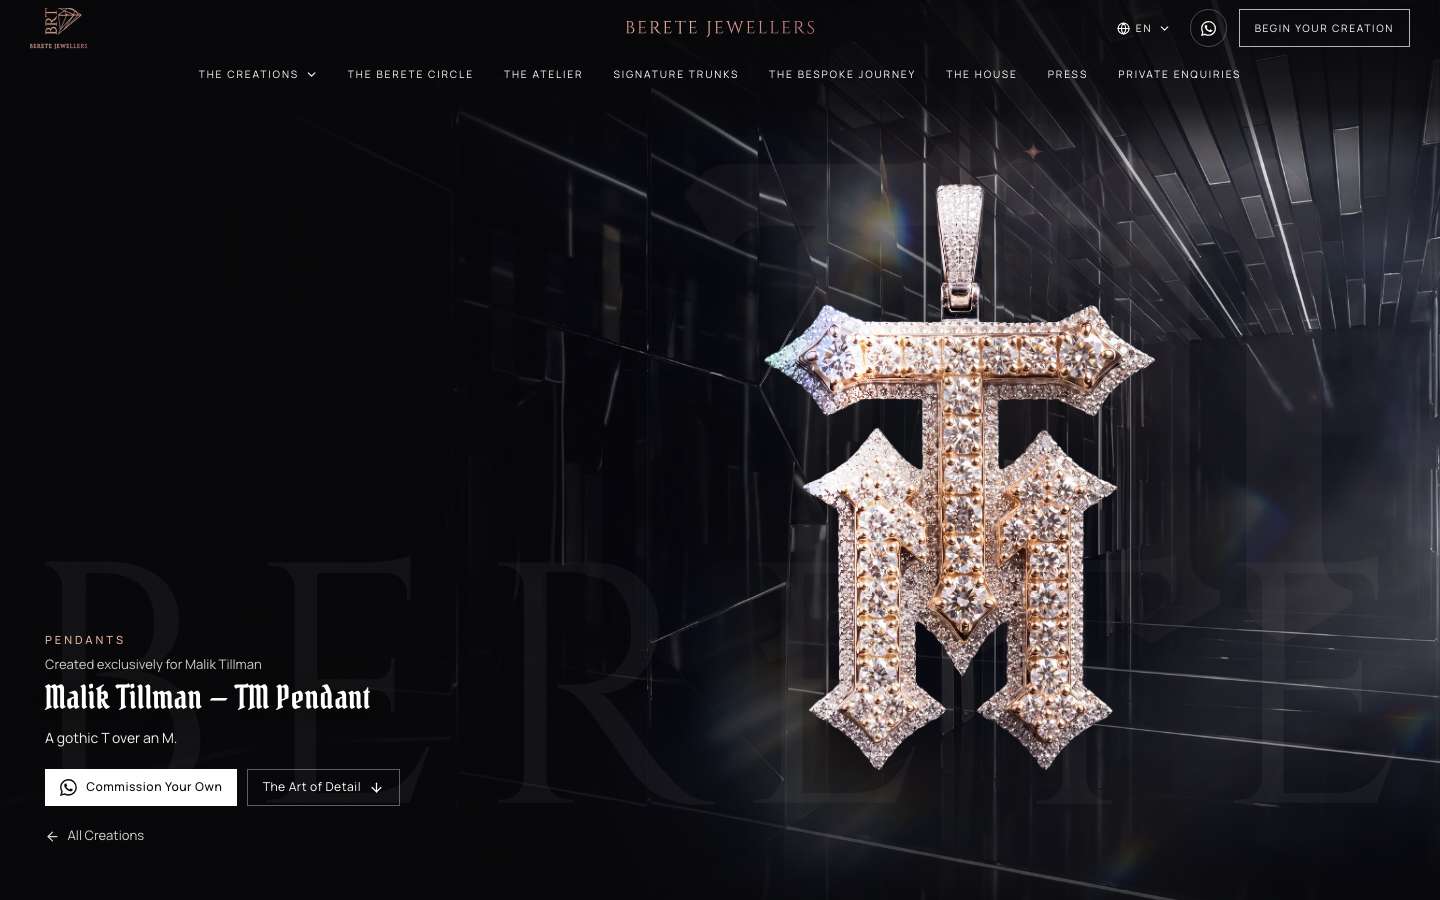 BRT
BERETE JEWELLERS
BERETE JEWELLERS
EN
BEGIN YOUR CREATION
THE CREATIONS
THE BERETE CIRCLE
THE ATELIER
SIGNATURE TRUNKS
THE BESPOKE JOURNEY
THE HOUSE
PRESS
PRIVATE ENQUIRIES
TM
BERETE
PENDANTS
Created exclusively for Malik Tillman
Malik Tillman – TM Pendant
A gothic T over an M.
Commission Your Own
The Art of Detail
All Creations